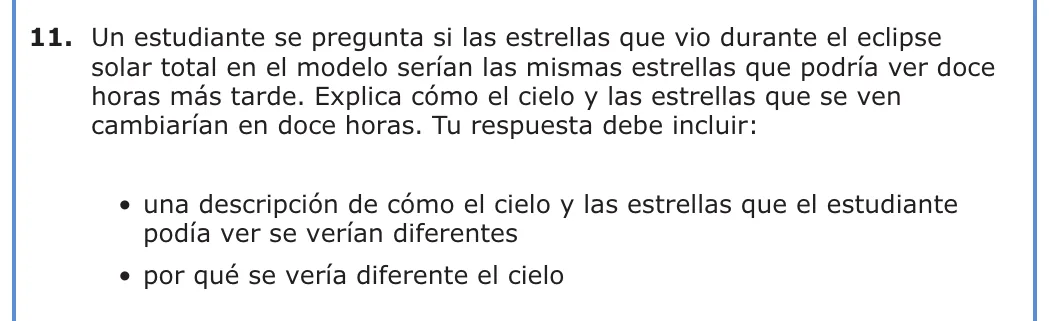 11. Un estudiante se pregunta si las estrellas que vio durante el eclipse
solar total en el modelo serían las mismas estrellas que podría ver doce
horas más tarde. Explica cómo el cielo y las estrellas que se ven
cambiarían en doce horas. Tu respuesta debe incluir:
• una descripción de cómo el cielo y las estrellas que el estudiante
podía ver se verían diferentes
• por qué se vería diferente el cielo